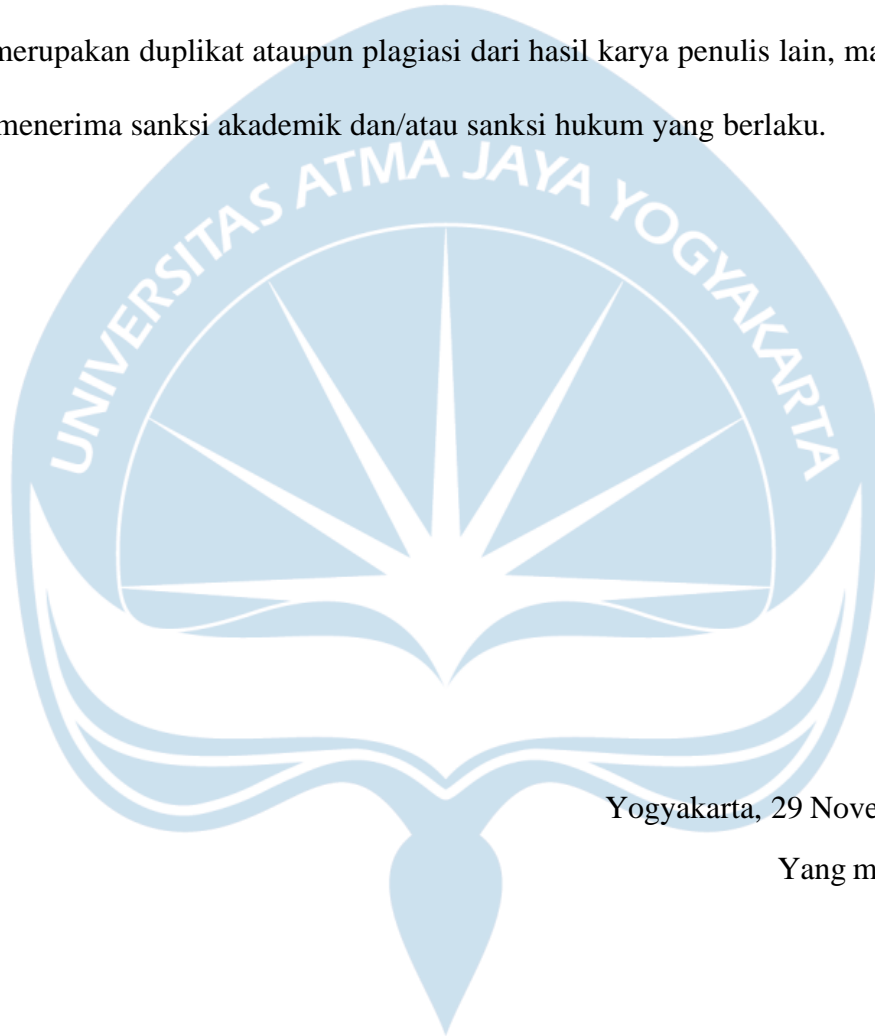 merupakan duplikat ataupun plagiasi dari hasil karya penulis lain, ma
menerima sanksi akademik dan/atau sanksi hukum yang berlaku.
UNIVERSITAS ATMA JAYA YOGYAKARTA
Yogyakarta, 29 Nove
Yang m